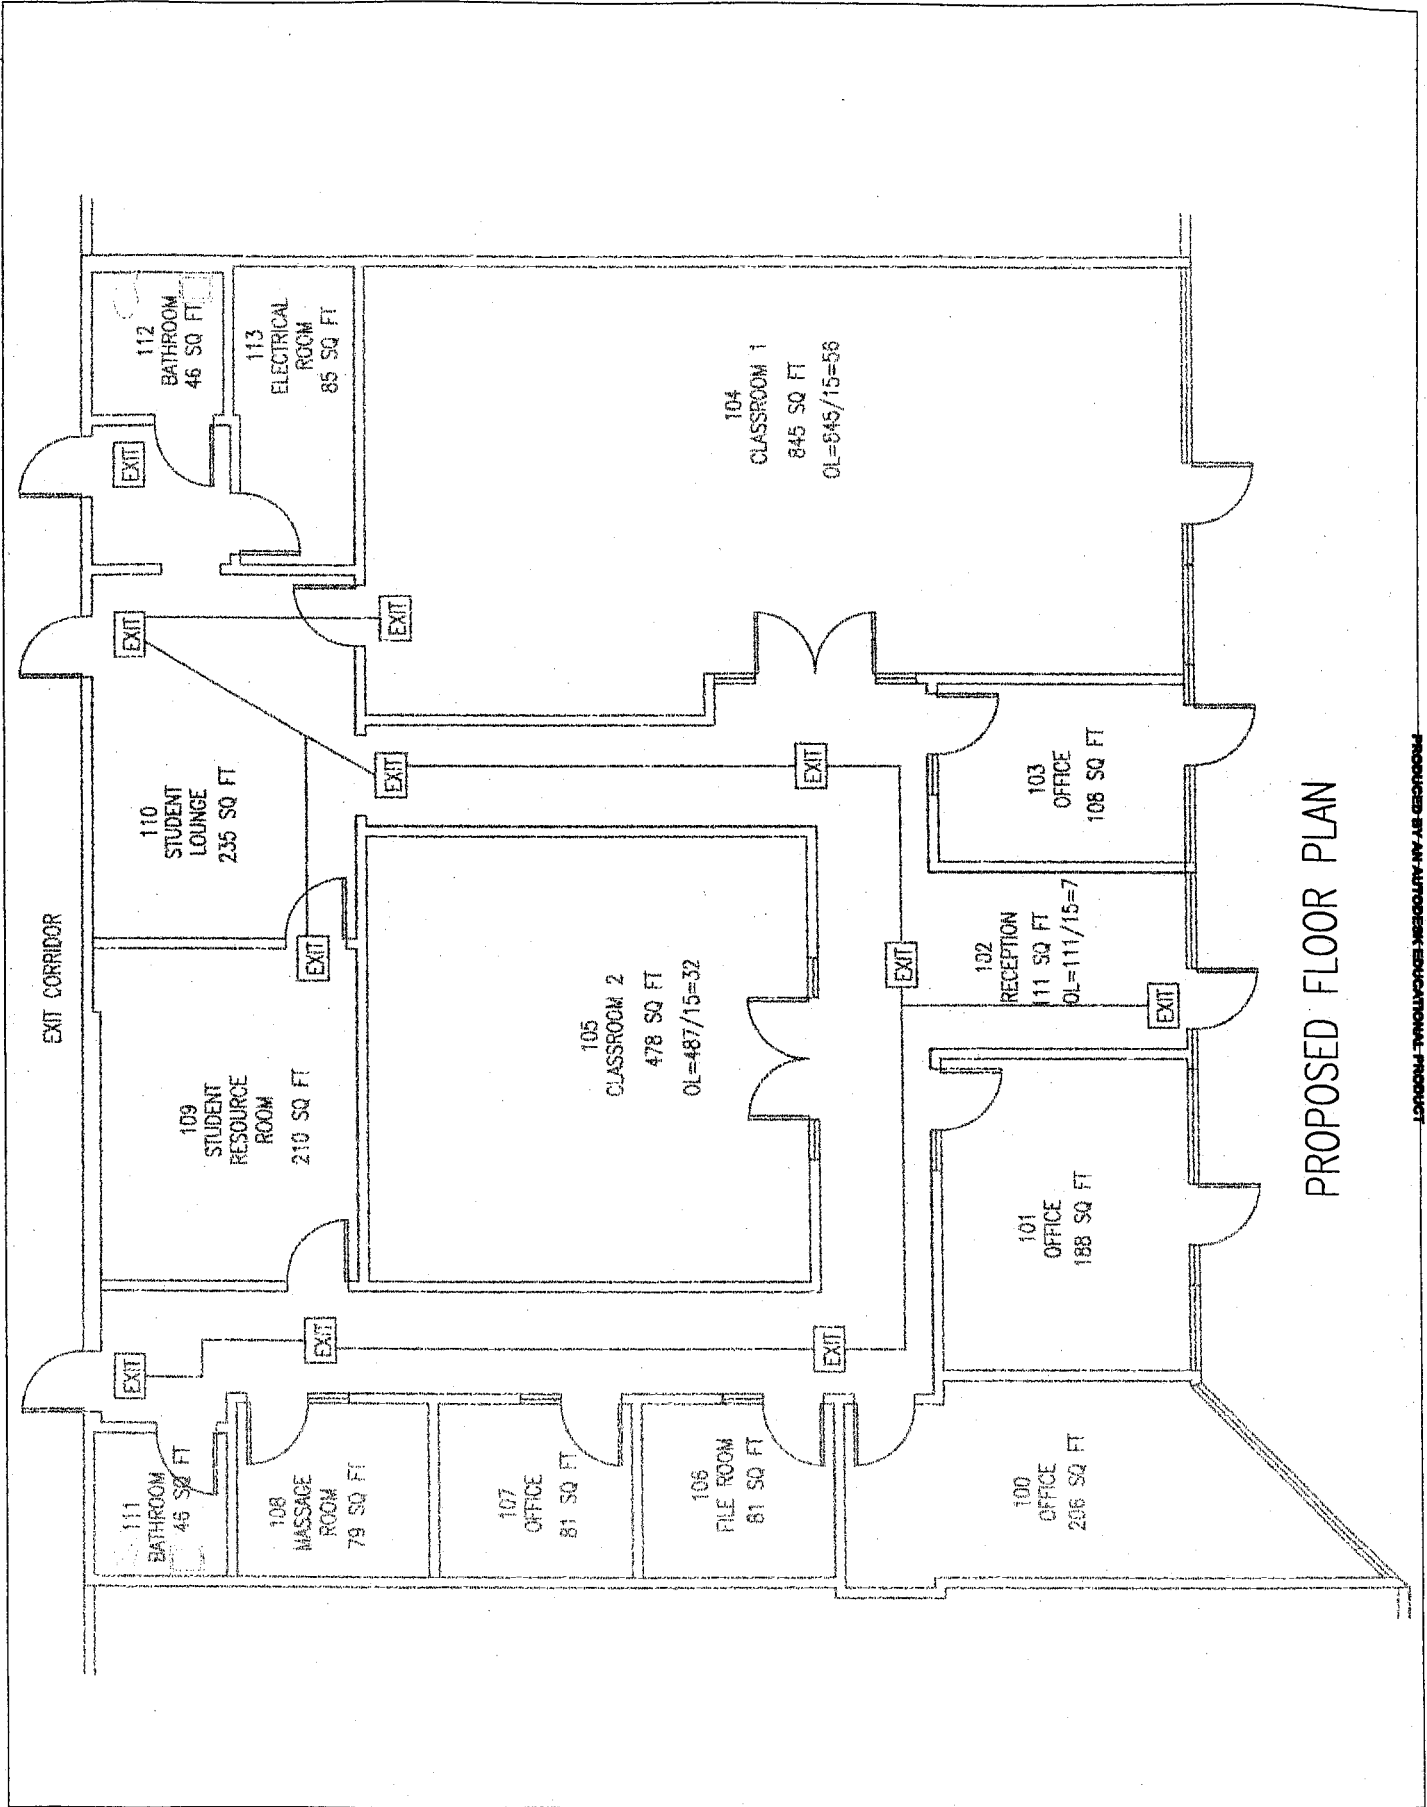 EXIT CORRIDOR
111
BATHROOM
46 SQ FT
EXIT
109
STUDENT
RESOURCE
ROOM
210 SQ FT
110
STUDENT
LOUNGE
235 SQ FT
EXIT
EXIT
112
BATHROOM
46 SQ FT
113
ELECTRICAL
ROOM
85 SQ FT
108
MASSAGE
ROOM
79 SQ FT
EXIT
EXIT
EXIT
EXIT
107
OFFICE
81 SQ FT
105
CLASSROOM 2
478 SQ FT
OL=487/15=32
104
CLASSROOM 1
845 SQ FT
OL=845/15=56
106
FILE ROOM
81 SQ FT
EXIT
EXIT
EXIT
100
OFFICE
206 SQ FT
101
OFFICE
188 SQ FT
102
RECEPTION
111 SQ FT
OL=111/15=7
EXIT
103
OFFICE
108 SQ FT
PROPOSED FLOOR PLAN
PRODUCED BY AN AUTODESK EDUCATIONAL PRODUCT